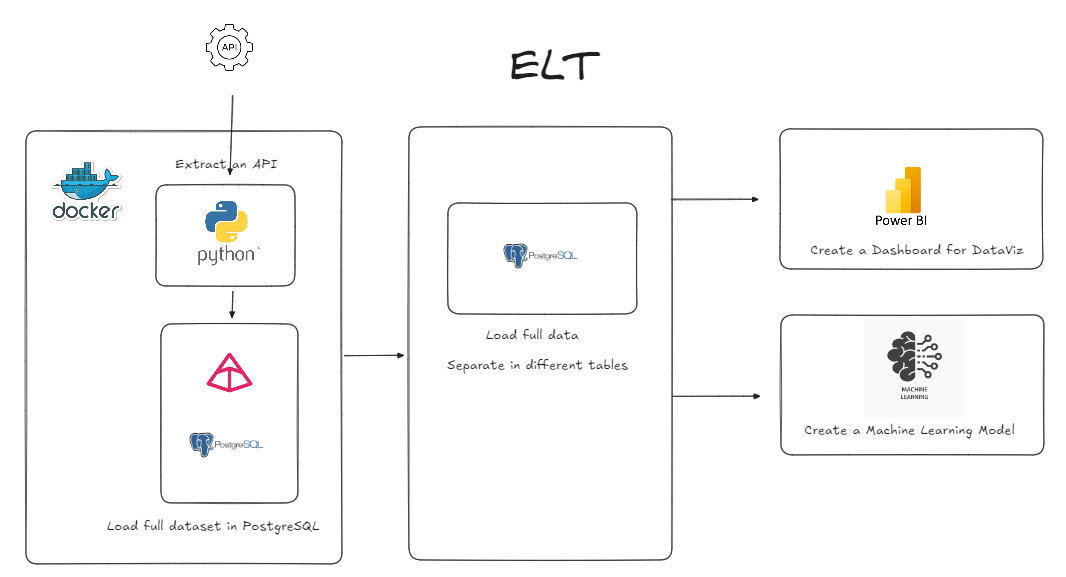 API
ELT
Extract an API
docker
python
PostgreSQL
Load full dataset in PostgreSQL
PostgreSQL
Load full data
Separate in different tables
Power BI
Create a Dashboard for DataViz
MACHINE
LEARNING
Create a Machine Learning Model